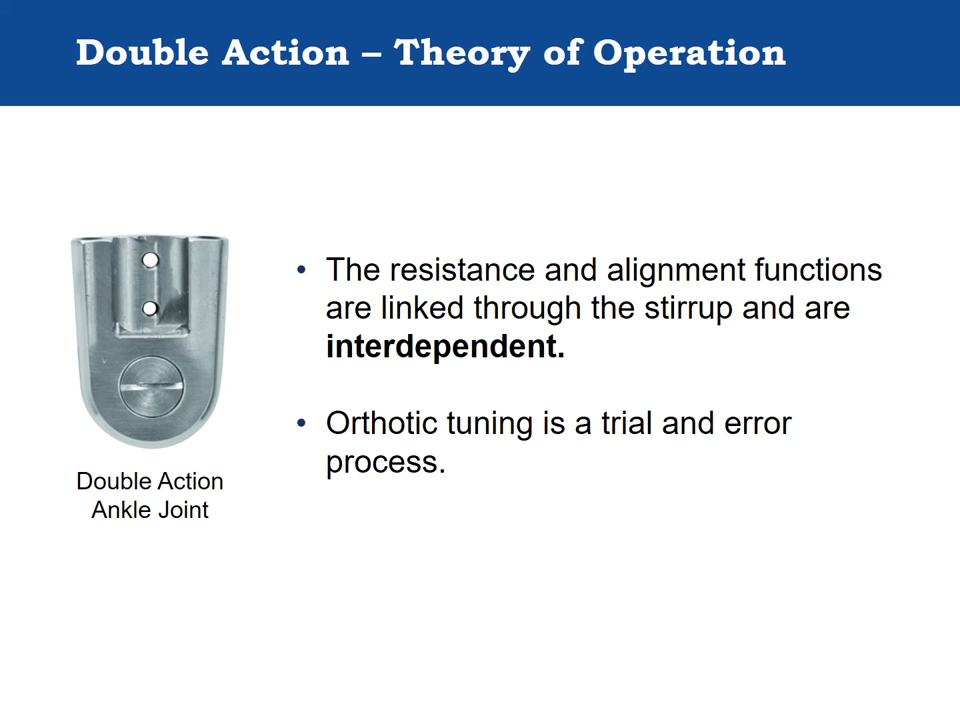 Double Action – Theory of Operation
• The resistance and alignment functions
are linked through the stirrup and are
interdependent.
• Orthotic tuning is a trial and error
process.
Double Action
Ankle Joint